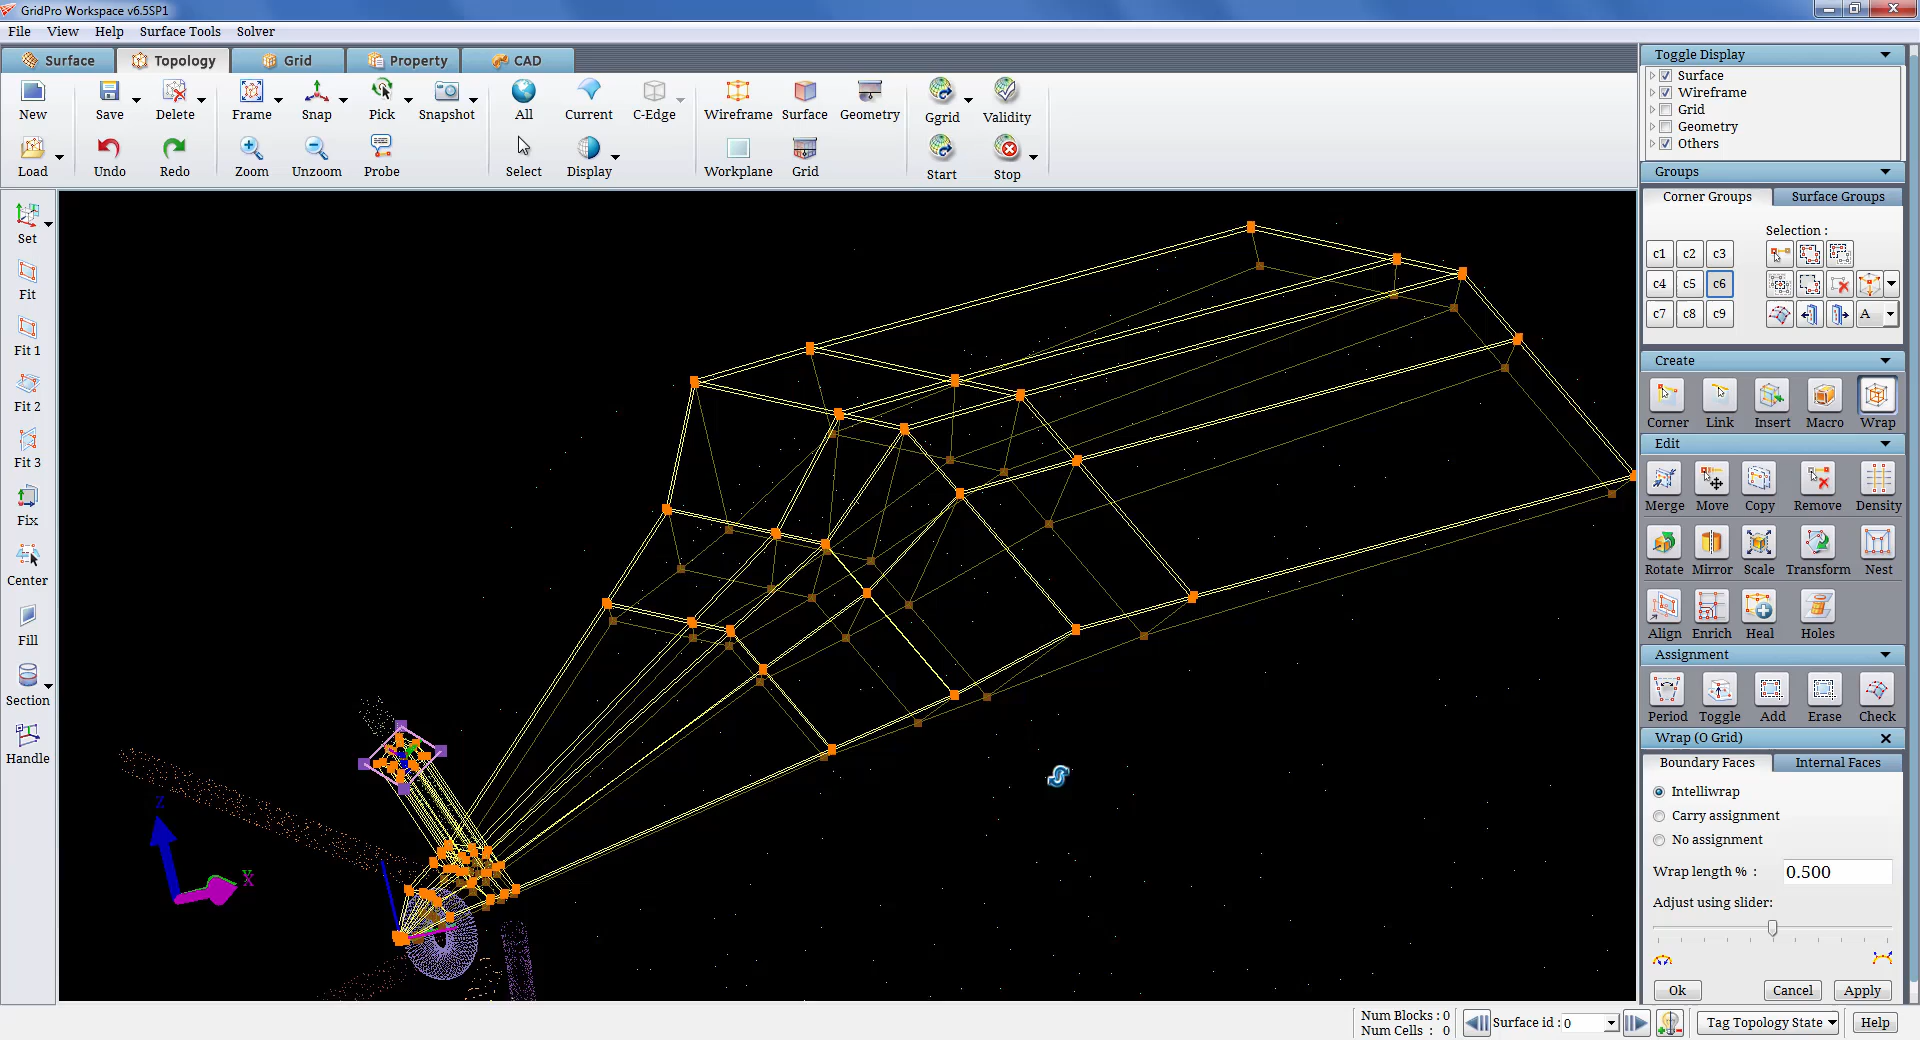 GridPro Workspace v6.5SP1
File View Help Surface Tools Solver
Surface Topology Grid Property CAD
New Save Delete Frame Snap Pick Snapshot All Current C-Edge Wireframe Surface Geometry Ggrid Validity
Load Undo Redo Zoom Unzoom Probe Select Display Workplane Grid Start Stop
Set
Fit
Fit 1
Fit 2
Fit 3
Fix
Center
Fill
Section
Handle
Z
X
Toggle Display
Surface
Wireframe
Grid
Geometry
Others
Groups
Corner Groups Surface Groups
Selection :
c1 c2 c3
c4 c5 c6
c7 c8 c9 A
Create
Corner Link Insert Macro Wrap
Edit
Merge Move Copy Remove Density
Rotate Mirror Scale Transform Nest
Align Enrich Heal Holes
Assignment
Period Toggle Add Erase Check
Wrap (O Grid)
Boundary Faces Internal Faces
Intelliwrap
Carry assignment
No assignment
Wrap length % : 0.500
Adjust using slider:
Ok Cancel Apply
Num Blocks : 0
Num Cells : 0
Surface id : 0
Tag Topology State
Help